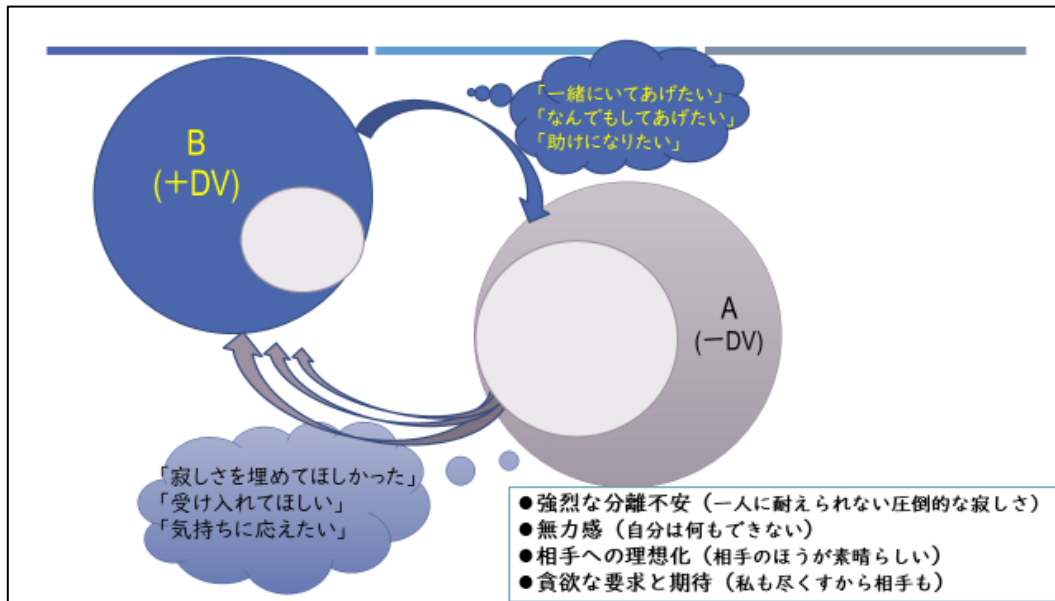 「一緒にいてあげたい」
「なんでもしてあげたい」
「助けになりたい」
B
(＋DV)
A
(－DV)
「寂しさを埋めてほしかった」
「受け入れてほしい」
「気持ちに応えたい」
●強烈な分離不安（一人に耐えられない圧倒的な寂しさ）
●無力感（自分は何もできない）
●相手への理想化（相手のほうが素晴らしい）
●貪欲な要求と期待（私も尽くすから相手も）